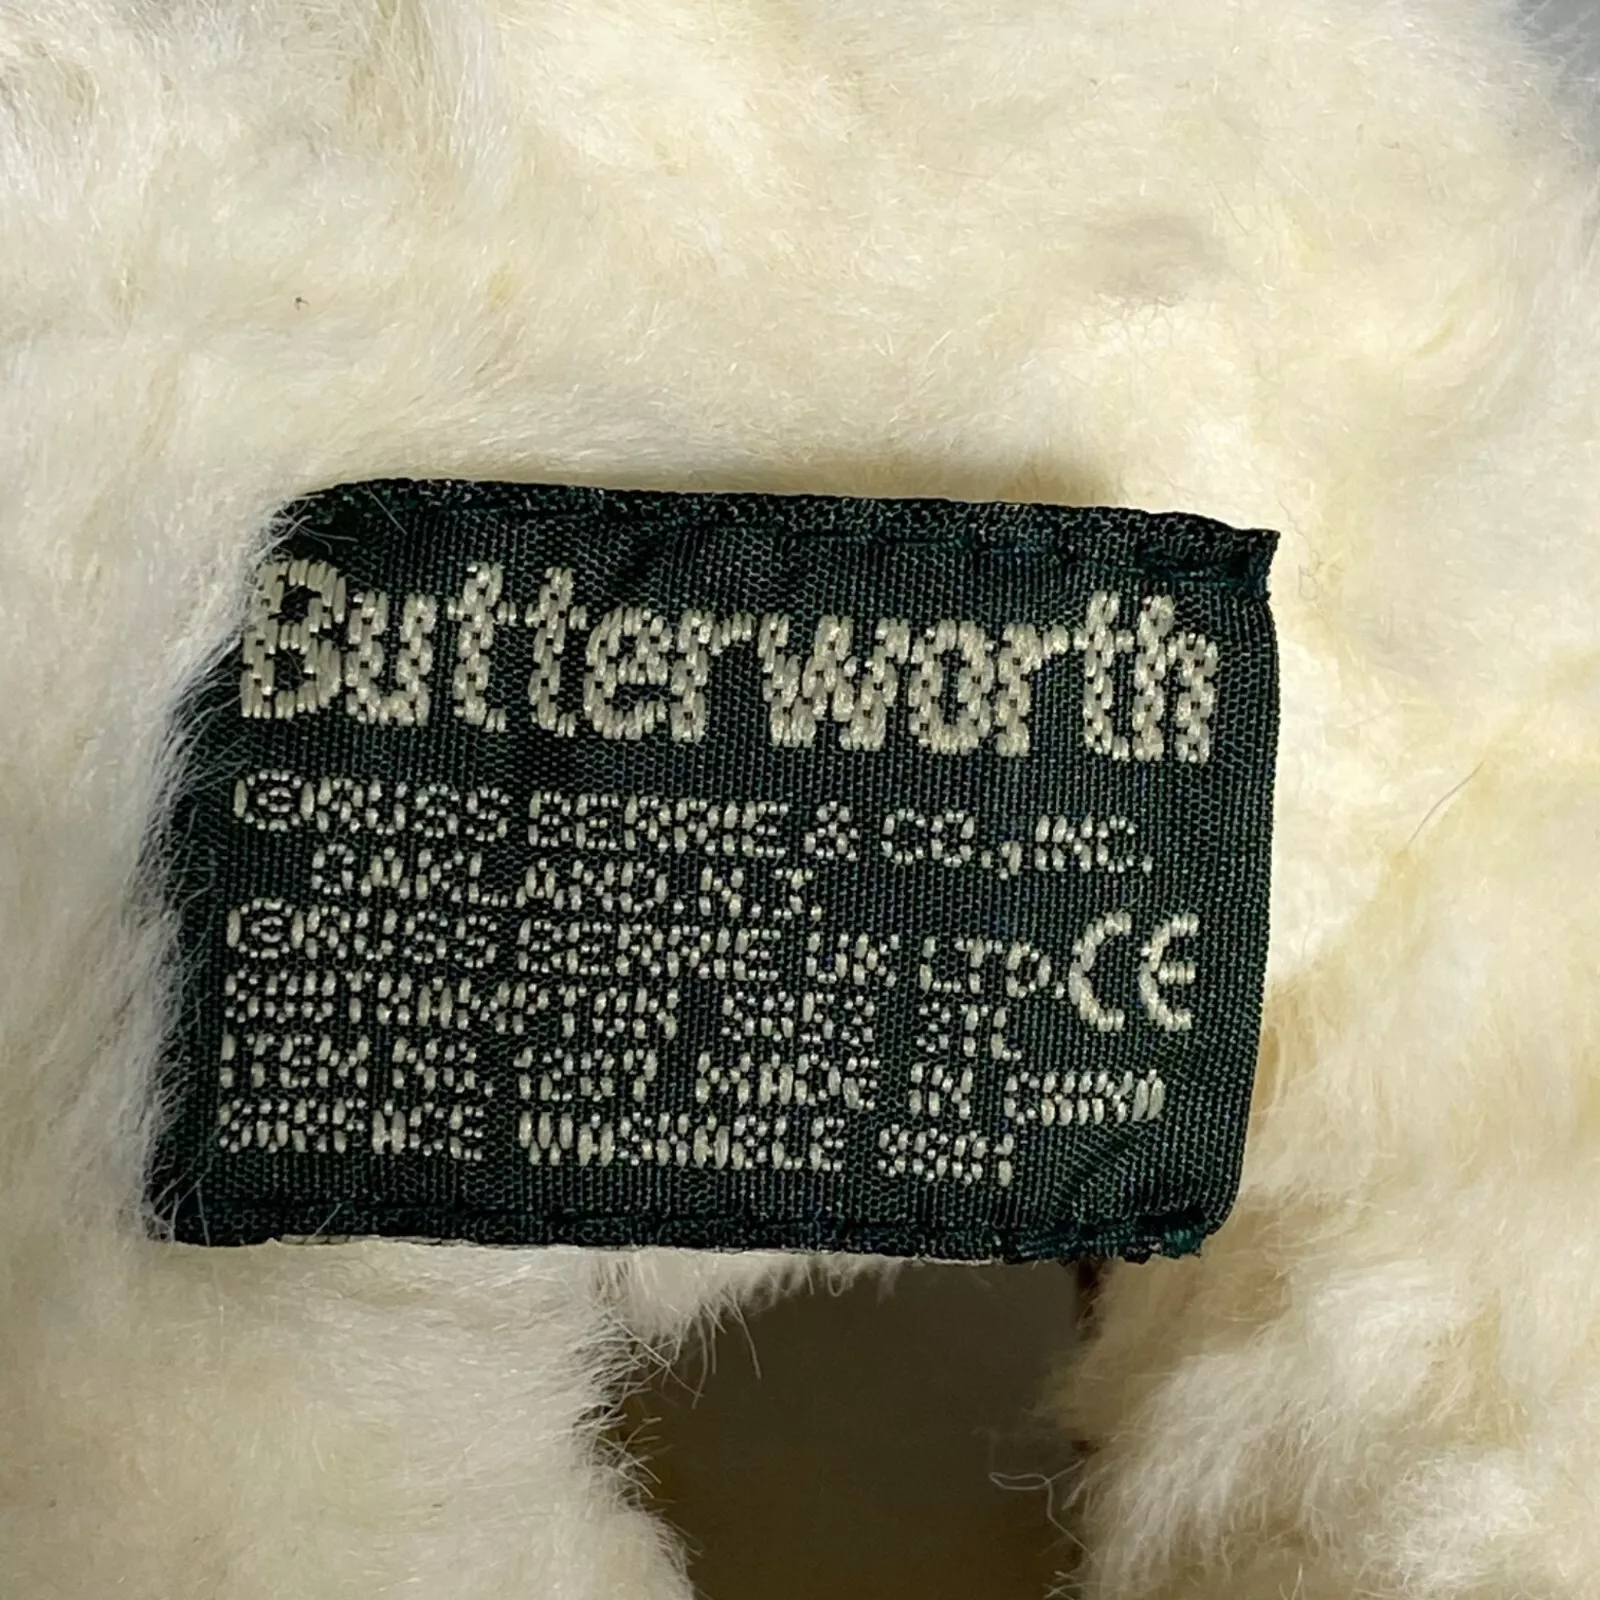 Butterworth
©RUSS BERRIE & CO., INC.
OAKLAND, N.J.
©RUSS BERRIE UK LTD.
CE
SOUTHAMPTON,
ITEM NO. MADE IN
SURFACE WASHABLE